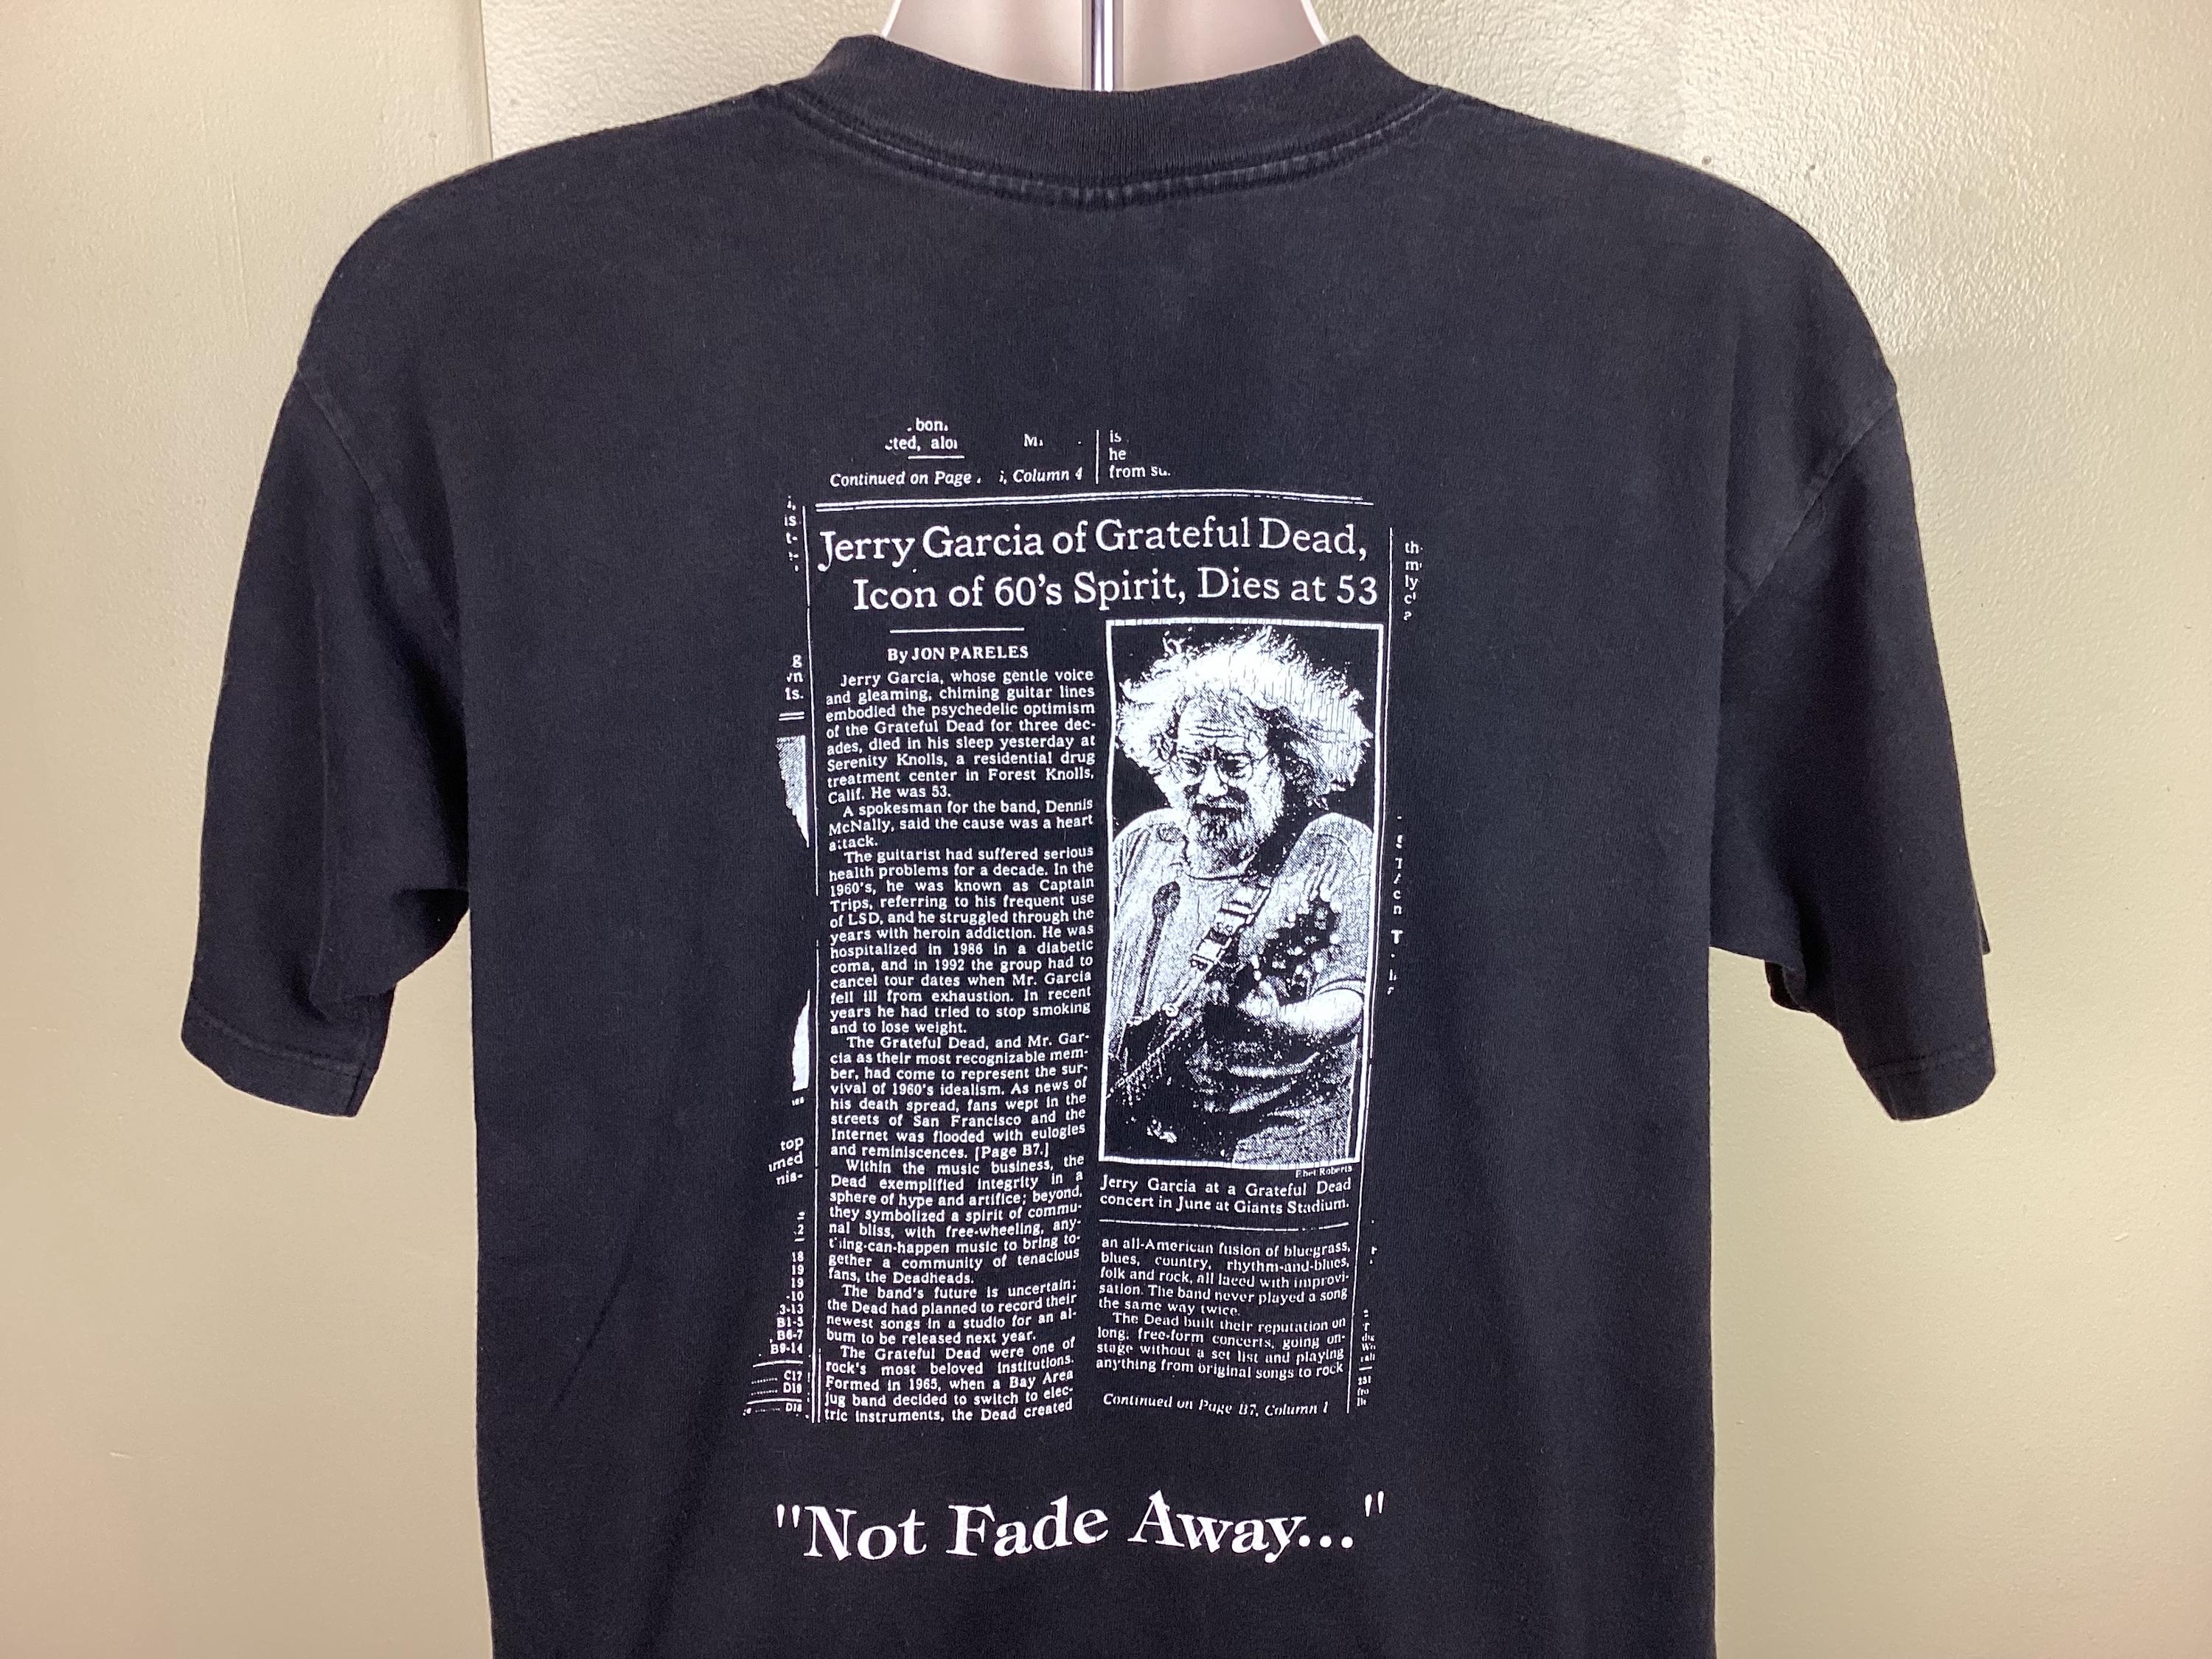 Continued on Page
, Column 4
is
he
from
Jerry Garcia of Grateful Dead,
Icon of 60's Spirit, Dies at 53
By JON PARELES
Jerry Garcia, whose gentle voice
and gleaming, chiming guitar lines
embodied the psychedelic optimism
of the Grateful Dead for three dec-
ades, died in his sleep yesterday at
Serenity Knolls, a residential drug
treatment center in Forest Knolls,
Calif. He was 53.
A spokesman for the band, Dennis
McNally, said the cause was a heart
attack.
The guitarist had suffered serious
health problems for a decade. In the
1960's, he was known as Captain
Trips, referring to his frequent use
of LSD, and he struggled through the
years with heroin addiction. He was
hospitalized in 1986 in a diabetic
coma, and in 1992 the group had to
cancel tour dates when Mr. Garcia
fell ill from exhaustion. In recent
years he had tried to stop smoking
and to lose weight.
The Grateful Dead, and Mr. Gar-
cia as their most recognizable mem-
ber, had come to represent the sur-
vival of 1960's idealism. As news of
his death spread, fans wept in the
streets of San Francisco and the
Internet was flooded with eulogies
and reminiscences. [Page B7.]
Within the music business, the
Dead exemplified integrity in a
sphere of hype and artifice; beyond,
they symbolized a spirit of commu-
nal bliss, with free-wheeling, any-
thing-can-happen music to bring to-
gether a community of tenacious
fans, the Deadheads.
The band's future is uncertain;
the Dead had planned to record their
newest songs in a studio for an al-
bum to be released next year.
The Grateful Dead were one of
rock's most beloved institutions.
Formed in 1965, when a Bay Area
jug band decided to switch to elec-
tric instruments, the Dead created
Jerry Garcia at a Grateful Dead
concert in June at Giants Stadium.
an all-American fusion of bluegrass,
blues, country, rhythm-and-blues,
folk and rock, all laced with improvi-
sation. The band never played a song
the same way twice.
The Dead built their reputation on
long, free-form concerts, going on-
stage without a set list and playing
anything from original songs to rock
Continued on Page B7, Column 1
top
18
19
19
B1-5
B6-7
B9-14
C17
D18
"Not Fade Away..."